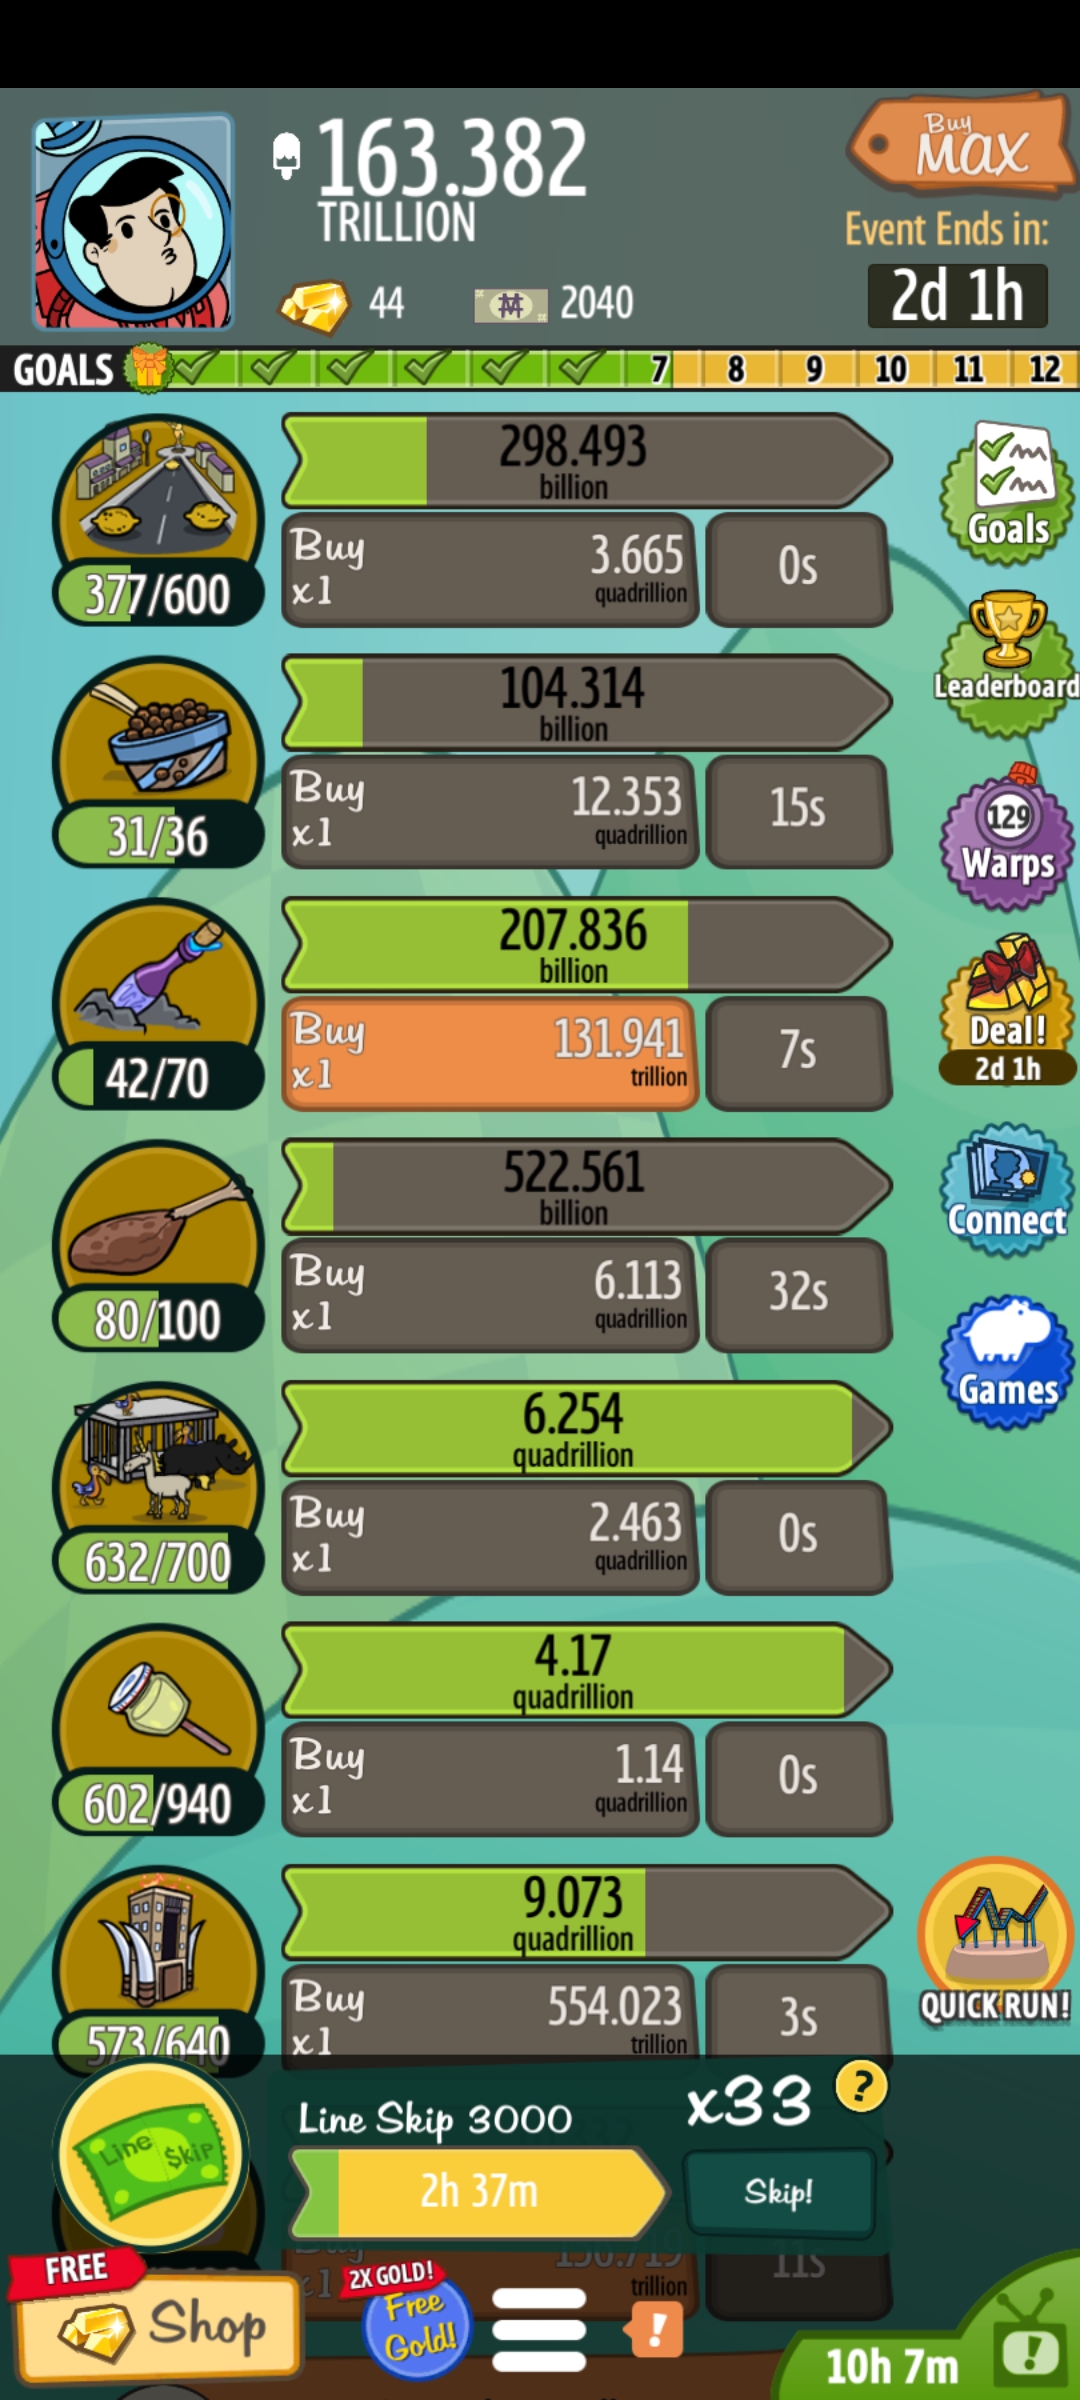 163.382
TRILLION
Buy
MAX
Event Ends in:
44
2040
2d 1h
GOALS
7
8
9
10
11
12
298.493
billion
Buy
x1
3.665
quadrillion
0s
377/600
Goals
104.314
billion
Leaderboard
Buy
x1
12.353
quadrillion
15s
31/36
129
Warps
207.836
billion
Buy
x1
131.941
trillion
7s
42/70
Deal!
2d 1h
522.561
billion
Connect
Buy
x1
6.113
quadrillion
32s
80/100
Games
6.254
quadrillion
Buy
x1
2.463
quadrillion
0s
632/700
4.17
quadrillion
Buy
x1
1.14
quadrillion
0s
602/940
9.073
quadrillion
Buy
x1
554.023
trillion
3s
573/640
QUICK RUN!
Line Skip
Line Skip 3000
x33
?
2h 37m
Skip!
Buy
x1
trillion
11s
FREE
Shop
2X GOLD!
Free
Gold!
!
10h 7m
!